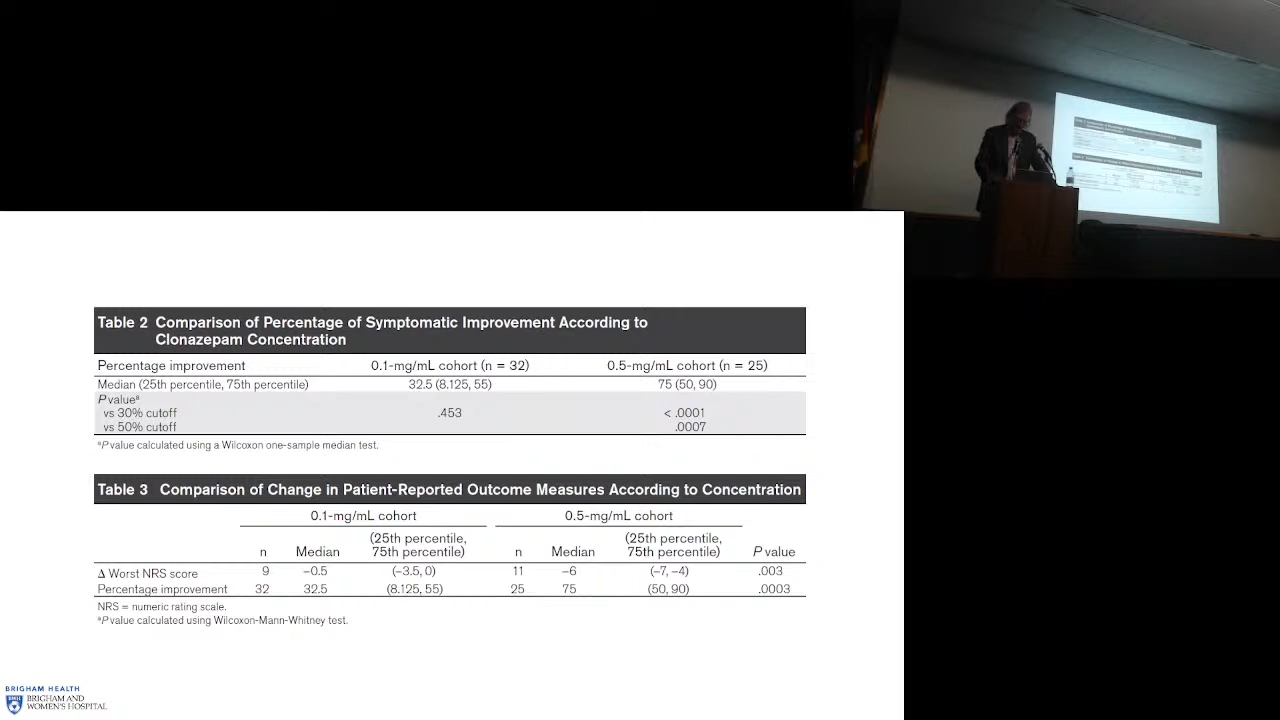 Table 2 Comparison of Percentage of Symptomatic Improvement According to
Clonazepam Concentration
Percentage improvement 0.1-mg/mL cohort (n = 32) 0.5-mg/mL cohort (n = 25)
Median (25th percentile, 75th percentile) 32.5 (8.125, 55) 75 (50, 90)
P valueª
vs 30% cutoff .453 < .0001
vs 50% cutoff .0007
ªP value calculated using a Wilcoxon one-sample median test.
Table 3 Comparison of Change in Patient-Reported Outcome Measures According to Concentration
0.1-mg/mL cohort 0.5-mg/mL cohort
(25th percentile, (25th percentile,
n Median 75th percentile) n Median 75th percentile) P value
Δ Worst NRS score 9 –0.5 (–3.5, 0) 11 –6 (–7, –4) .003
Percentage improvement 32 32.5 (8.125, 55) 25 75 (50, 90) .0003
NRS = numeric rating scale.
ªP value calculated using Wilcoxon-Mann-Whitney test.
BRIGHAM HEALTH
BRIGHAM AND
WOMEN'S HOSPITAL